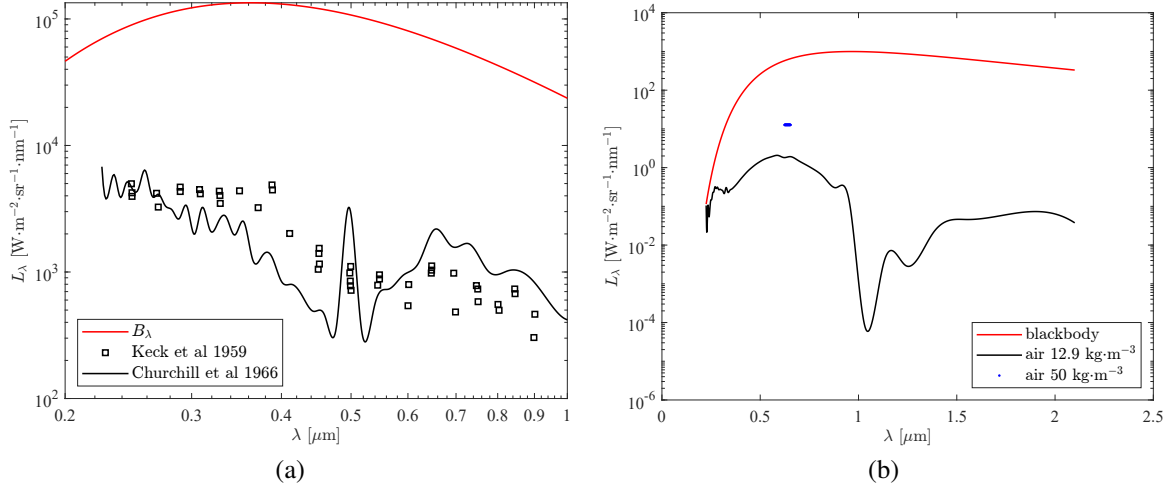 10^5
10^4
10^3
10^2
L_λ [W·m^−2·sr^−1·nm^−1]
B_λ
Keck et al 1959
Churchill et al 1966
0.2 0.3 0.4 0.5 0.6 0.7 0.8 0.9 1
λ [μm]
(a)
10^4
10^2
10^0
10^−2
10^−4
10^−6
L_λ [W·m^−2·sr^−1·nm^−1]
blackbody
air 12.9 kg·m^−3
air 50 kg·m^−3
0 0.5 1 1.5 2 2.5
λ [μm]
(b)